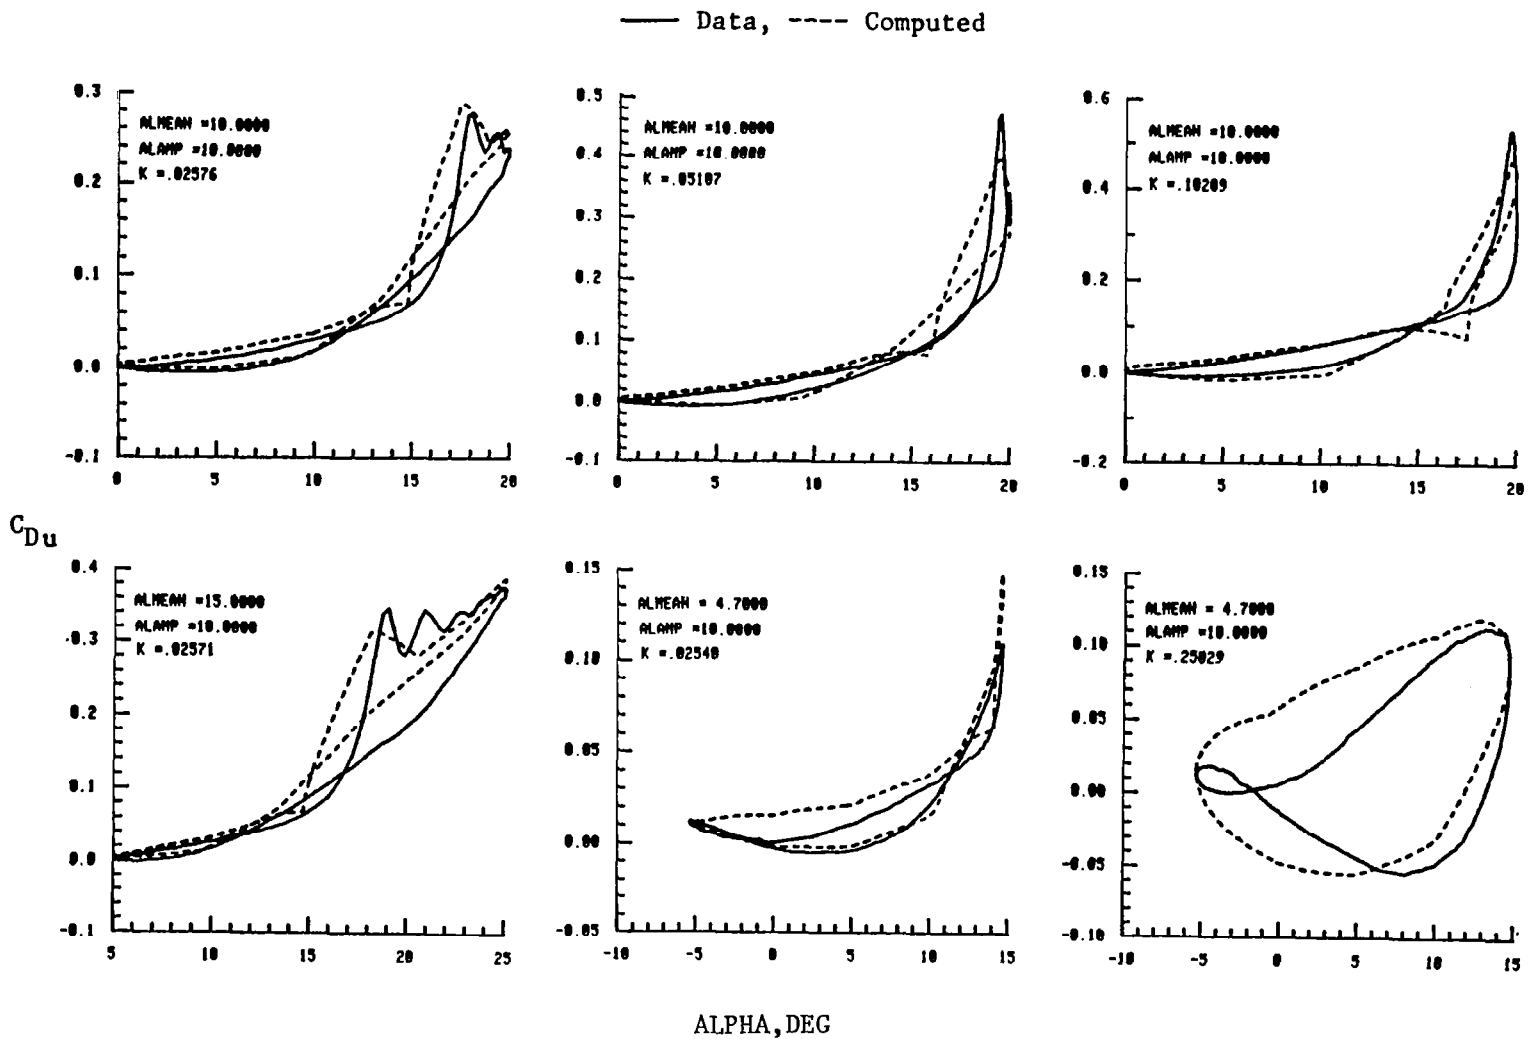 Data, Computed
0.3
0.2
0.1
0.0
-0.1
ALMEAN =10.0000
ALAMP =10.0000
K =.02576
0 5 10 15 20
0.5
0.4
0.3
0.2
0.1
0.0
-0.1
ALMEAN =10.0000
ALAMP =10.0000
K =.05107
0 5 10 15 20
0.6
0.4
0.2
0.0
-0.2
ALMEAN =10.0000
ALAMP =10.0000
K =.10209
0 5 10 15 20
CDu
0.4
0.3
0.2
0.1
0.0
-0.1
ALMEAN =15.0000
ALAMP =10.0000
K =.02571
5 10 15 20 25
0.15
0.10
0.05
0.00
-0.05
ALMEAN = 4.7000
ALAMP =10.0000
K =.02540
-10 -5 0 5 10 15
0.15
0.10
0.05
0.00
-0.05
-0.10
ALMEAN = 4.7000
ALAMP =10.0000
K =.25029
-10 -5 0 5 10 15
ALPHA,DEG